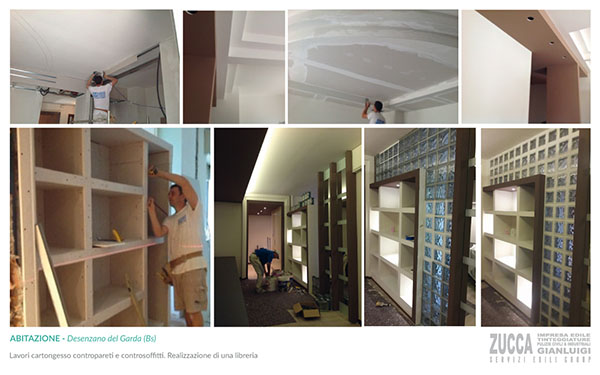 ABITAZIONE - Desenzano del Garda (Bs)
Lavori cartongesso contropareti e controsoffitti. Realizzazione di una libreria
ZUCCA
IMPRESA EDILE
TINTEGGIATURE
PULIZIE CIVILI & INDUSTRIALI
GIANLUIGI
SERVIZI EDILI GROUP